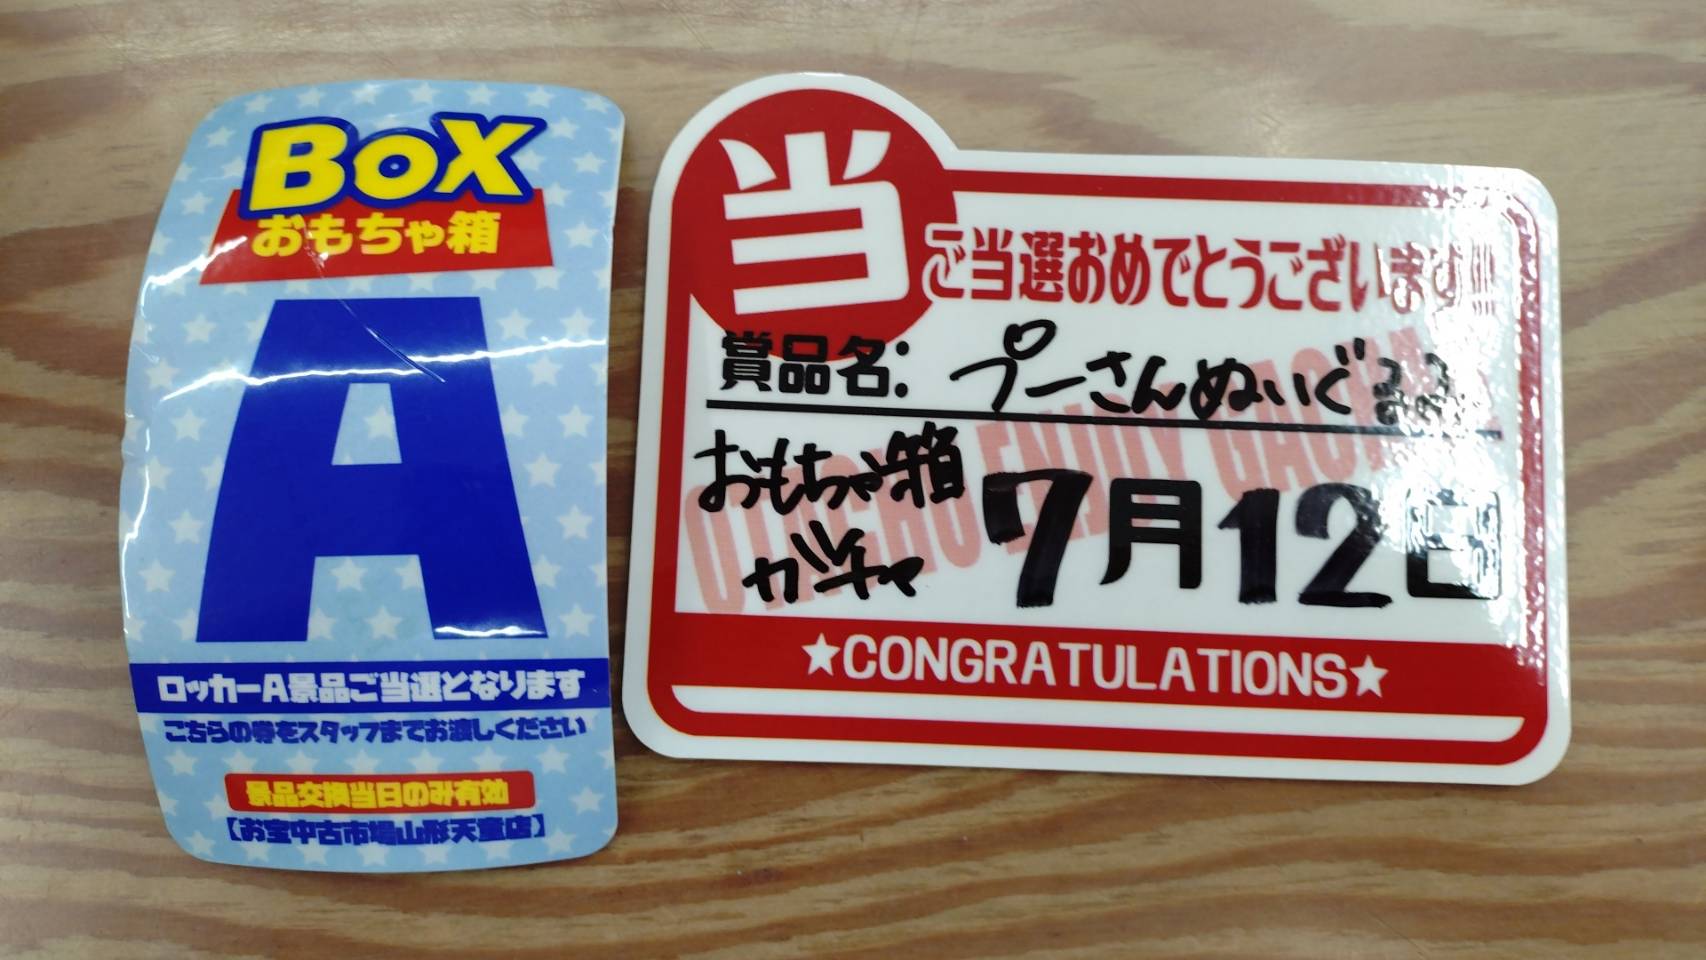 BOX
おもちゃ箱
A
ロッカーA景品ご当選となります
こちらの券をスタッフまでお渡しください
景品交換当日のみ有効
【お宝中古市場山形天童店】
当
ご当選おめでとうございます!!!
賞品名:プーさんぬいぐるみ
おもちゃ箱
ガチャ
7月12日
OTACHU ENJOY GACHA
★CONGRATULATIONS★